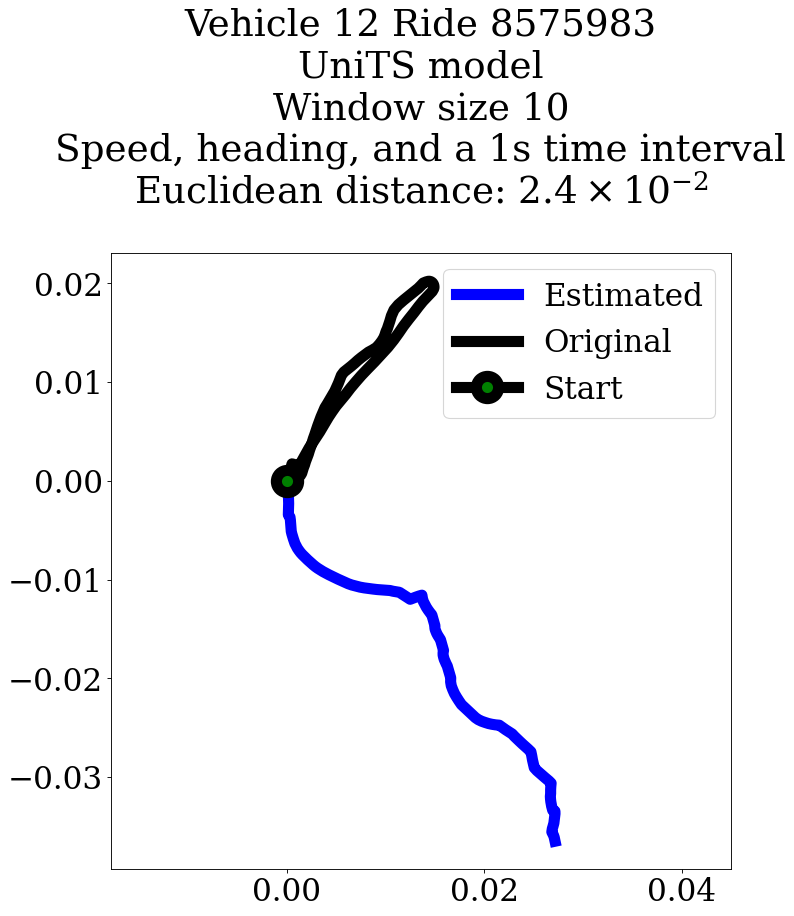 Vehicle 12 Ride 8575983
UniTS model
Window size 10
Speed, heading, and a 1s time interval
Euclidean distance: 2.4 × 10⁻²
Estimated
Original
Start
0.02
0.01
0.00
−0.01
−0.02
−0.03
0.00 0.02 0.04